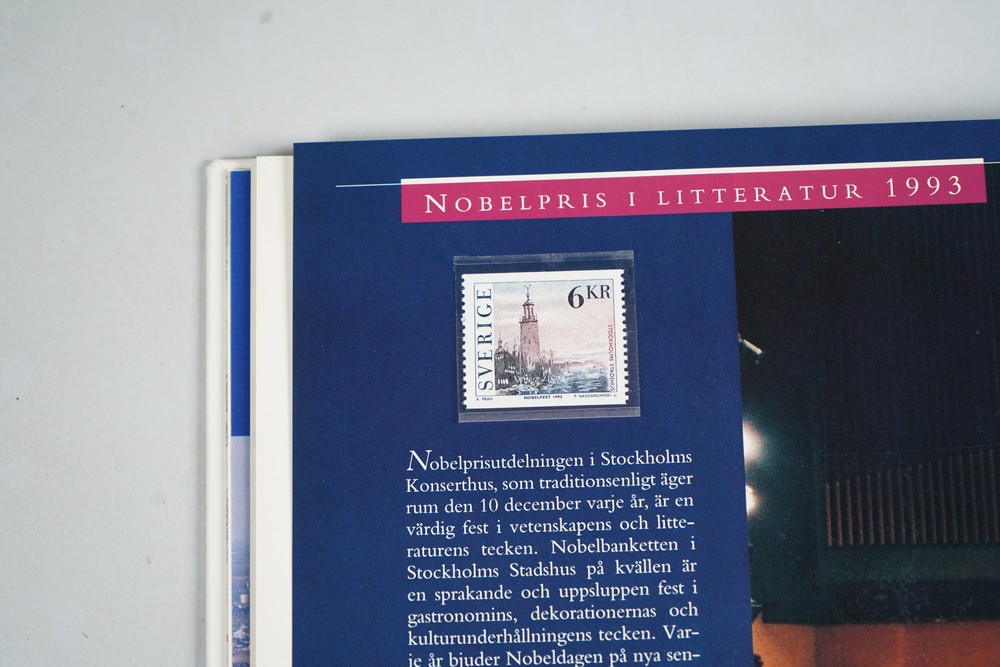 NOBELPRIS I LITTERATUR 1993
SVERIGE
6KR
STOCKHOLMS STADSHUS
NOBELFEST 1993
Nobelprisutdelningen i Stockholms
Konserthus, som traditionsenligt äger
rum den 10 december varje år, är en
värdig fest i vetenskapens och litte-
raturens tecken. Nobelbanketten i
Stockholms Stadshus på kvällen är
en sprakande och uppsluppen fest i
gastronomins, dekorationernas och
kulturunderhållningens tecken. Var-
je år bjuder Nobeldagen på nya sen-